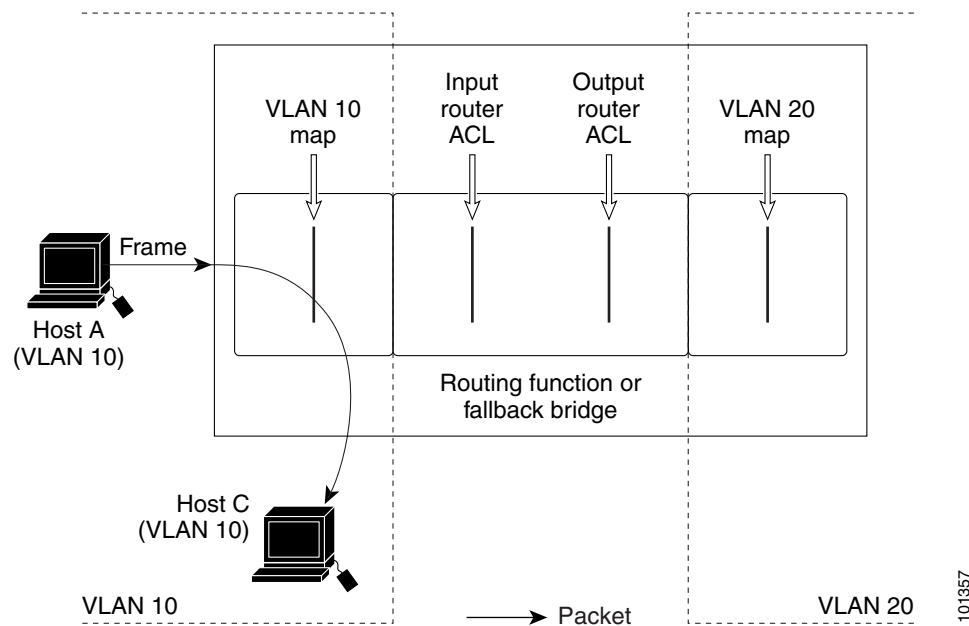 VLAN 10
map
Input
router
ACL
Output
router
ACL
VLAN 20
map
Frame
Host A
(VLAN 10)
Routing function or
fallback bridge
Host C
(VLAN 10)
VLAN 10
Packet
VLAN 20
101357